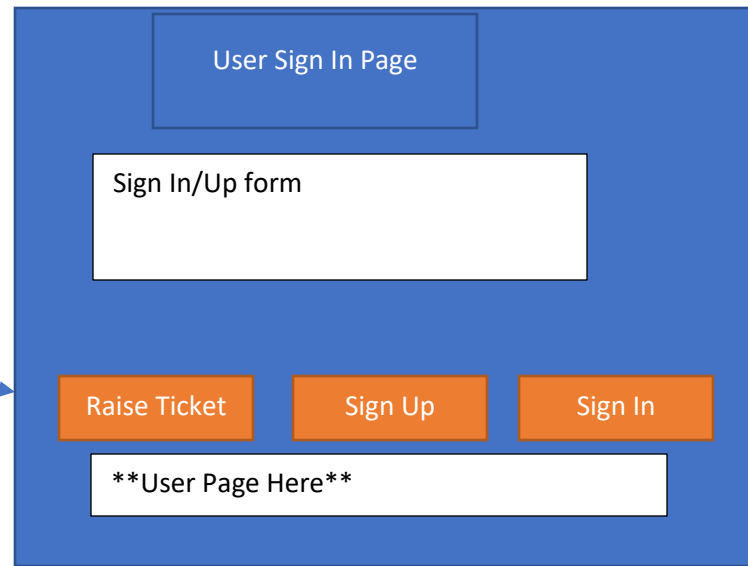 User Sign In Page
Sign In/Up form
Raise Ticket
Sign Up
Sign In
**User Page Here**